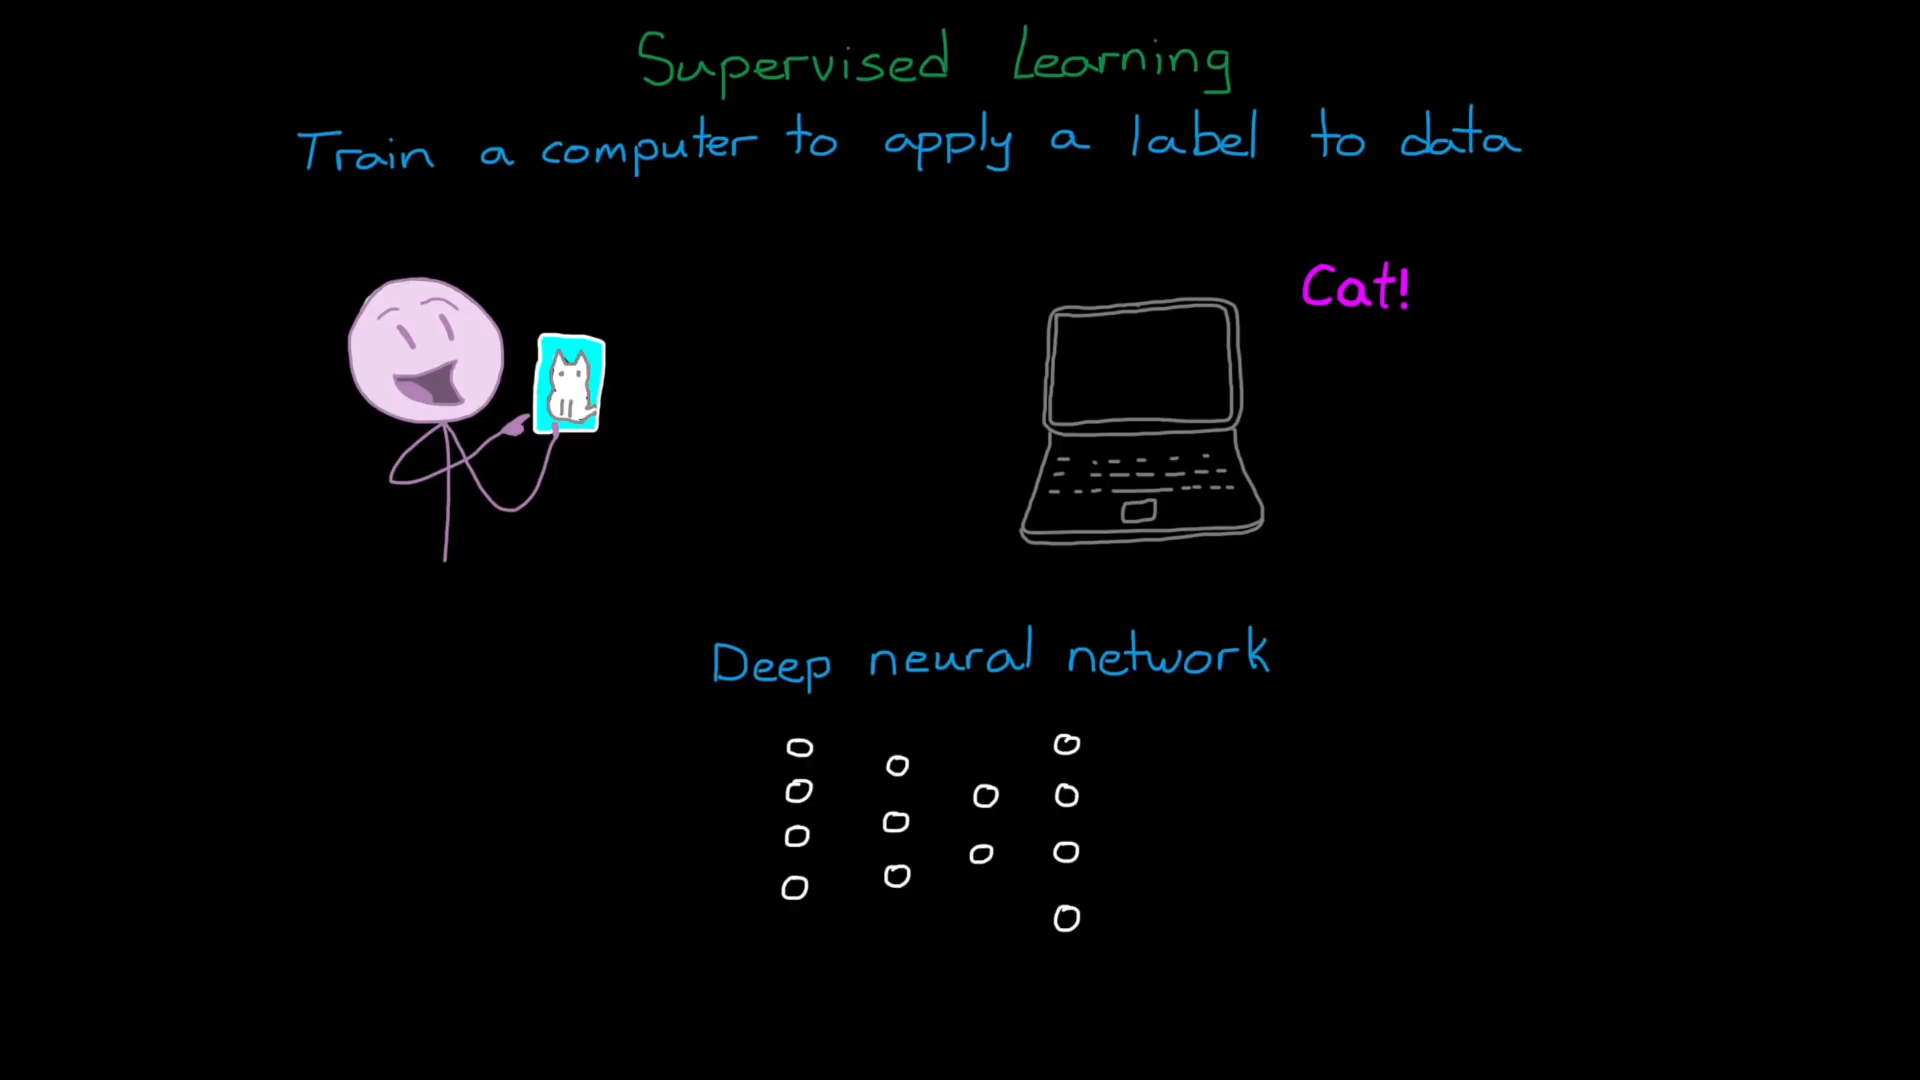 Supervised Learning
Train a computer to apply a label to data
Cat!
Deep neural network